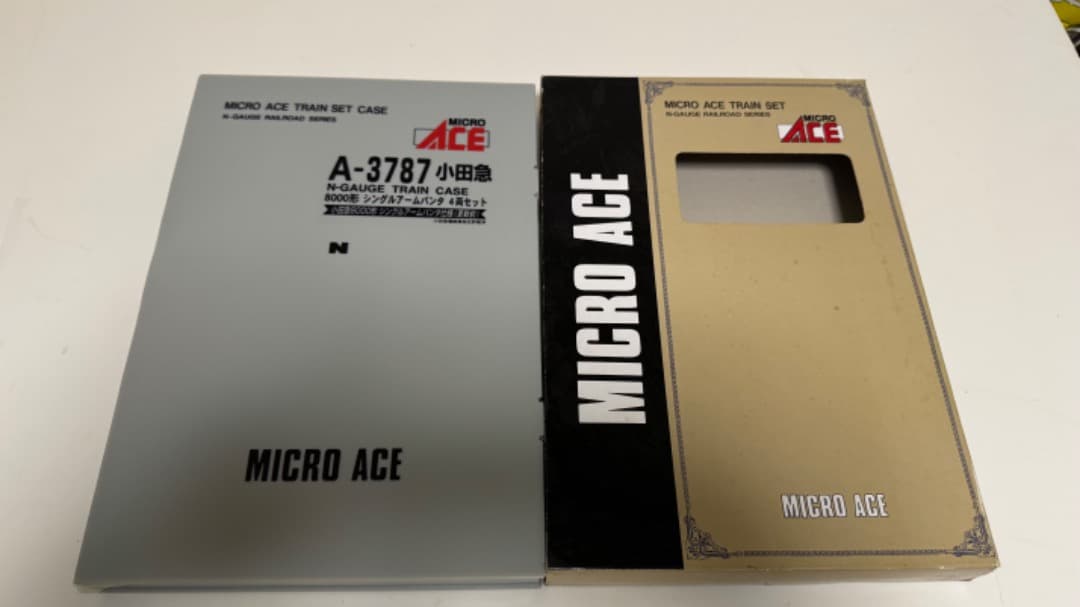 MICRO ACE TRAIN SET CASE
N-GAUGE RAILROAD SERIES
MICRO
ACE
A-3787 小田急
N-GAUGE TRAIN CASE
8000形 シングルアームパンタ 4両セット
N
MICRO ACE
MICRO ACE
MICRO ACE TRAIN SET
N-GAUGE RAILROAD SERIES
MICRO
ACE
MICRO ACE